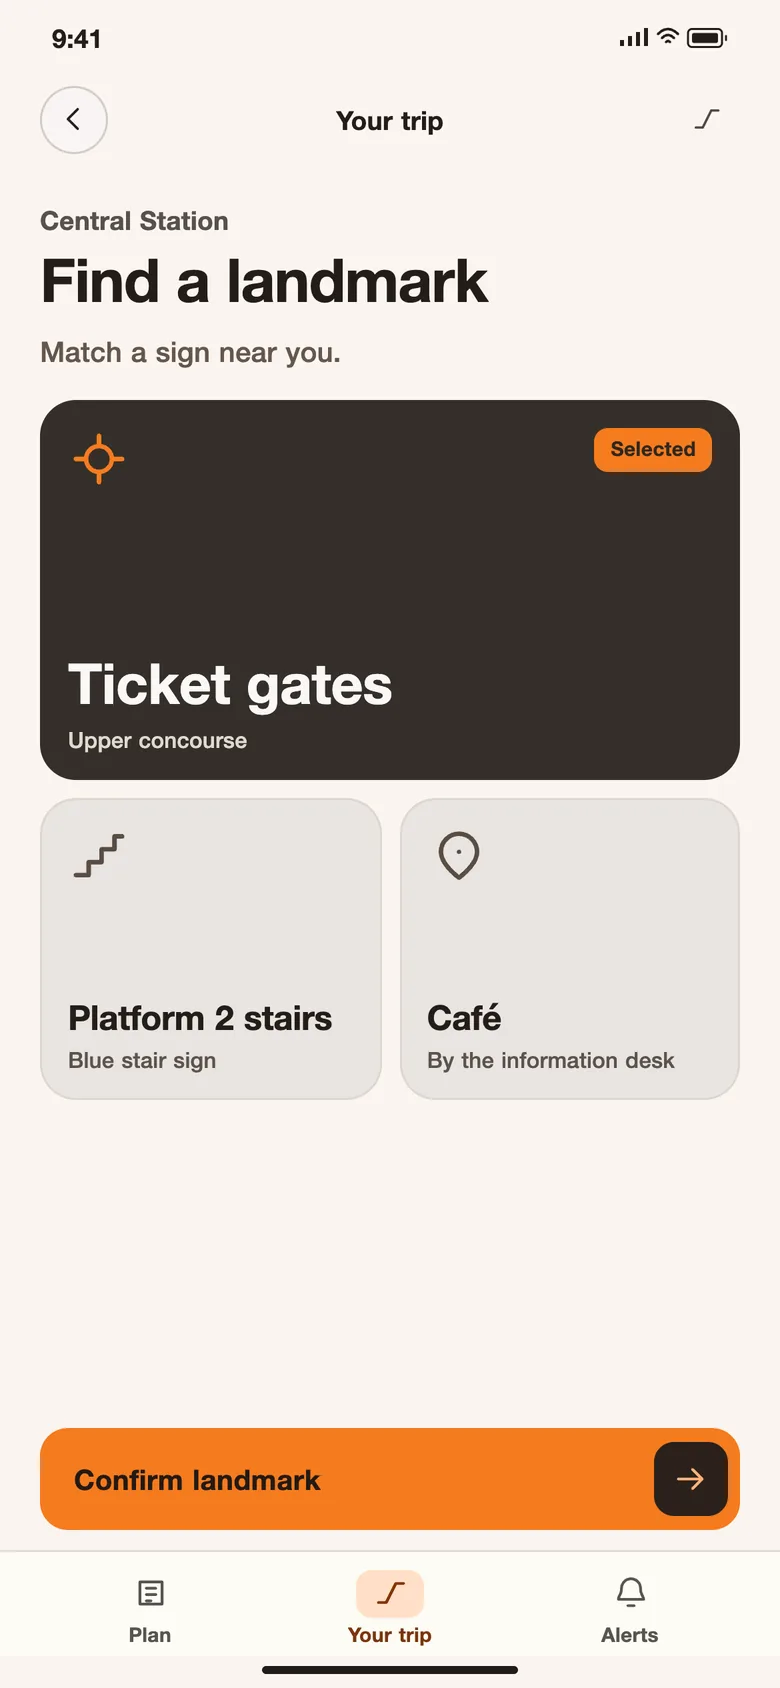 9:41
Your trip
Central Station
Find a landmark
Match a sign near you.
Selected
Ticket gates
Upper concourse
Platform 2 stairs
Blue stair sign
Café
By the information desk
Confirm landmark
Plan
Your trip
Alerts